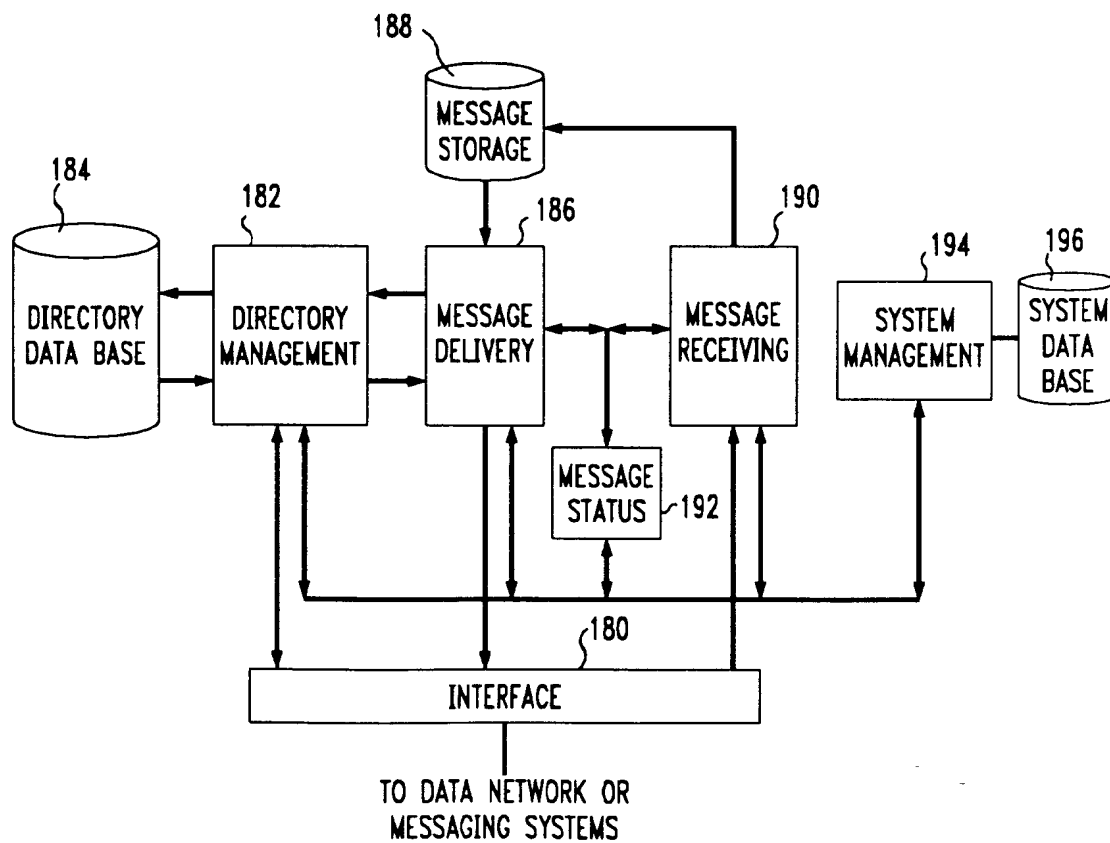 188
MESSAGE
STORAGE
184
182
186
190
194
196
DIRECTORY
DATA BASE
DIRECTORY
MANAGEMENT
MESSAGE
DELIVERY
MESSAGE
RECEIVING
SYSTEM
MANAGEMENT
SYSTEM
DATA
BASE
MESSAGE
STATUS
192
180
INTERFACE
TO DATA NETWORK OR
MESSAGING SYSTEMS